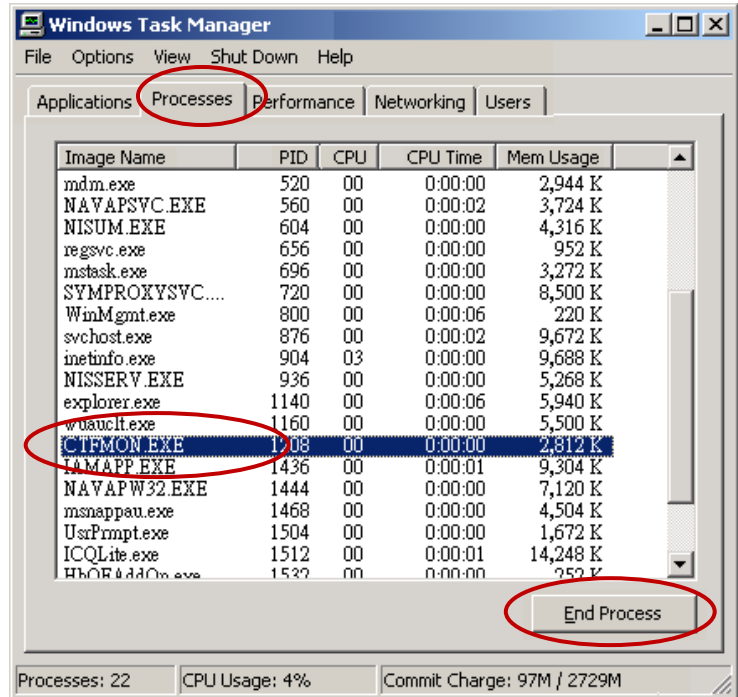 Windows Task Manager
File Options View Shut Down Help
Applications Processes Performance Networking Users
Image Name PID CPU CPU Time Mem Usage
mdm.exe 520 00 0:00:00 2,944 K
NAVAPSVC.EXE 560 00 0:00:02 3,724 K
NISUM.EXE 604 00 0:00:00 4,316 K
regsvc.exe 656 00 0:00:00 952 K
mstask.exe 696 00 0:00:00 3,272 K
SYMPROXYSVC.... 720 00 0:00:00 8,500 K
WinMgmt.exe 800 00 0:00:06 220 K
svchost.exe 876 00 0:00:02 9,672 K
inetinfo.exe 904 03 0:00:00 9,688 K
NISSERV.EXE 936 00 0:00:00 5,268 K
explorer.exe 1140 00 0:00:06 5,940 K
wuauclt.exe 1160 00 0:00:00 5,500 K
CTFMON.EXE 1208 00 0:00:00 2,812 K
IAMAPP.EXE 1436 00 0:00:01 9,304 K
NAVAPW32.EXE 1444 00 0:00:00 7,120 K
msnappau.exe 1468 00 0:00:00 4,504 K
UsrPrmpt.exe 1504 00 0:00:00 1,672 K
ICQLite.exe 1512 00 0:00:01 14,248 K
HbOEAddOn.exe 1532 00 0:00:00 252 K
End Process
Processes: 22 CPU Usage: 4% Commit Charge: 97M / 2729M